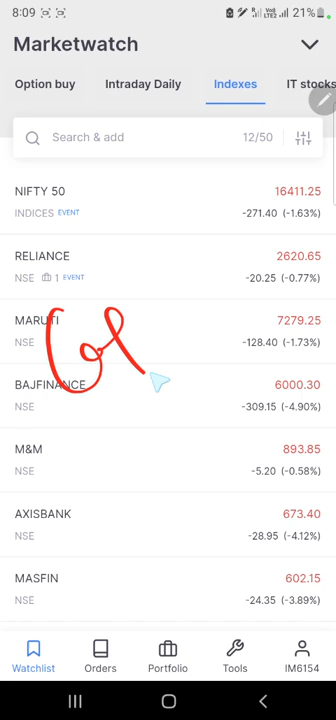 8:09 21%
Marketwatch
Option buy Intraday Daily Indexes IT stocks
Search & add 12/50
NIFTY 50 16411.25
INDICES EVENT -271.40 (-1.63%)
RELIANCE 2620.65
NSE 1 EVENT -20.25 (-0.77%)
MARUTI 7279.25
NSE -128.40 (-1.73%)
BAJFINANCE 6000.30
NSE -309.15 (-4.90%)
M&M 893.85
NSE -5.20 (-0.58%)
AXISBANK 673.40
NSE -28.95 (-4.12%)
MASFIN 602.15
NSE -24.35 (-3.89%)
Watchlist Orders Portfolio Tools IM6154